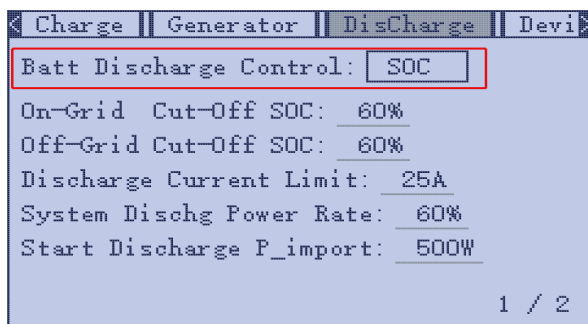 Charge Generator DisCharge Devi
Batt Discharge Control: SOC
On-Grid Cut-Off SOC: 60%
Off-Grid Cut-Off SOC: 60%
Discharge Current Limit: 25A
System Dischg Power Rate: 60%
Start Discharge P_import: 500W
1 / 2